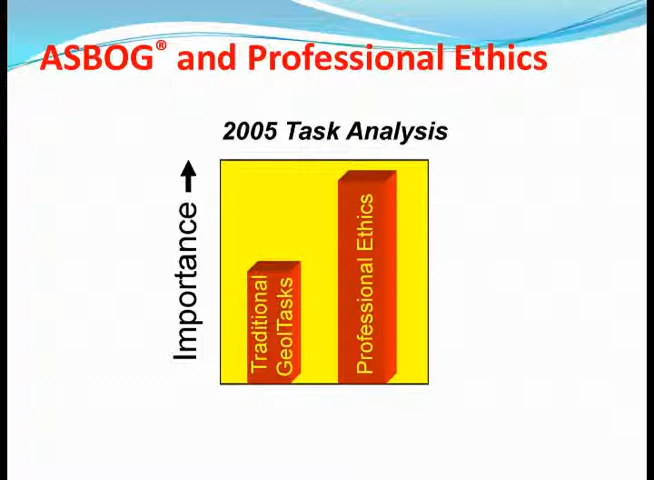 ASBOG® and Professional Ethics
2005 Task Analysis
Importance →
Traditional
GeolTasks
Professional Ethics